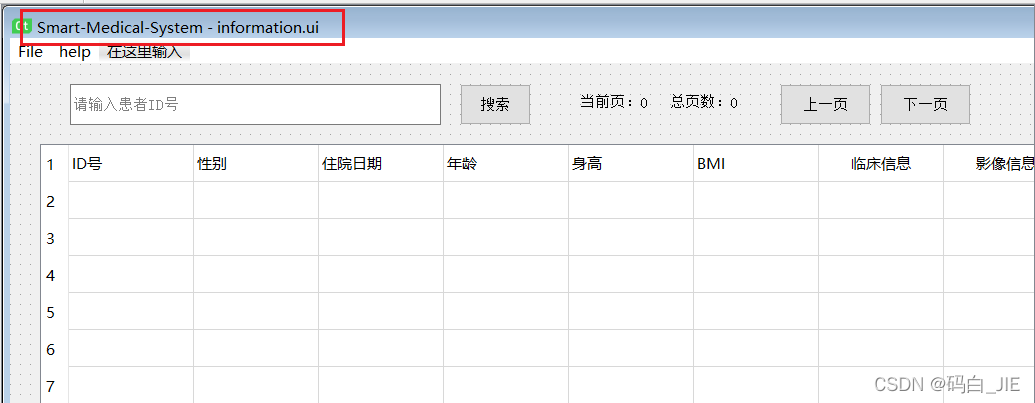 Smart-Medical-System - information.ui
File help 在这里输入
请输入患者ID号 搜索 当前页：0 总页数：0 上一页 下一页
1 ID号 性别 住院日期 年龄 身高 BMI 临床信息 影像信息
2
3
4
5
6
7
CSDN @码白_JIE